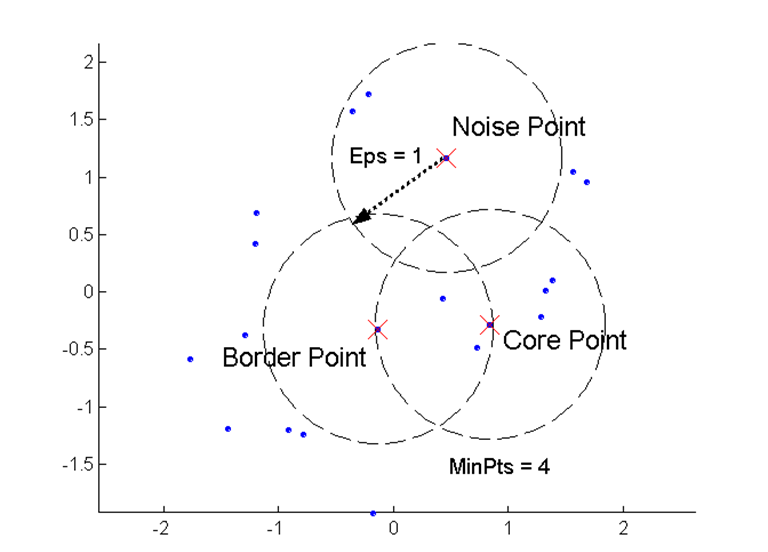 2
1.5
Noise Point
Eps = 1
1
0.5
0
Core Point
-0.5
Border Point
-1
MinPts = 4
-1.5
-2
-1
0
1
2